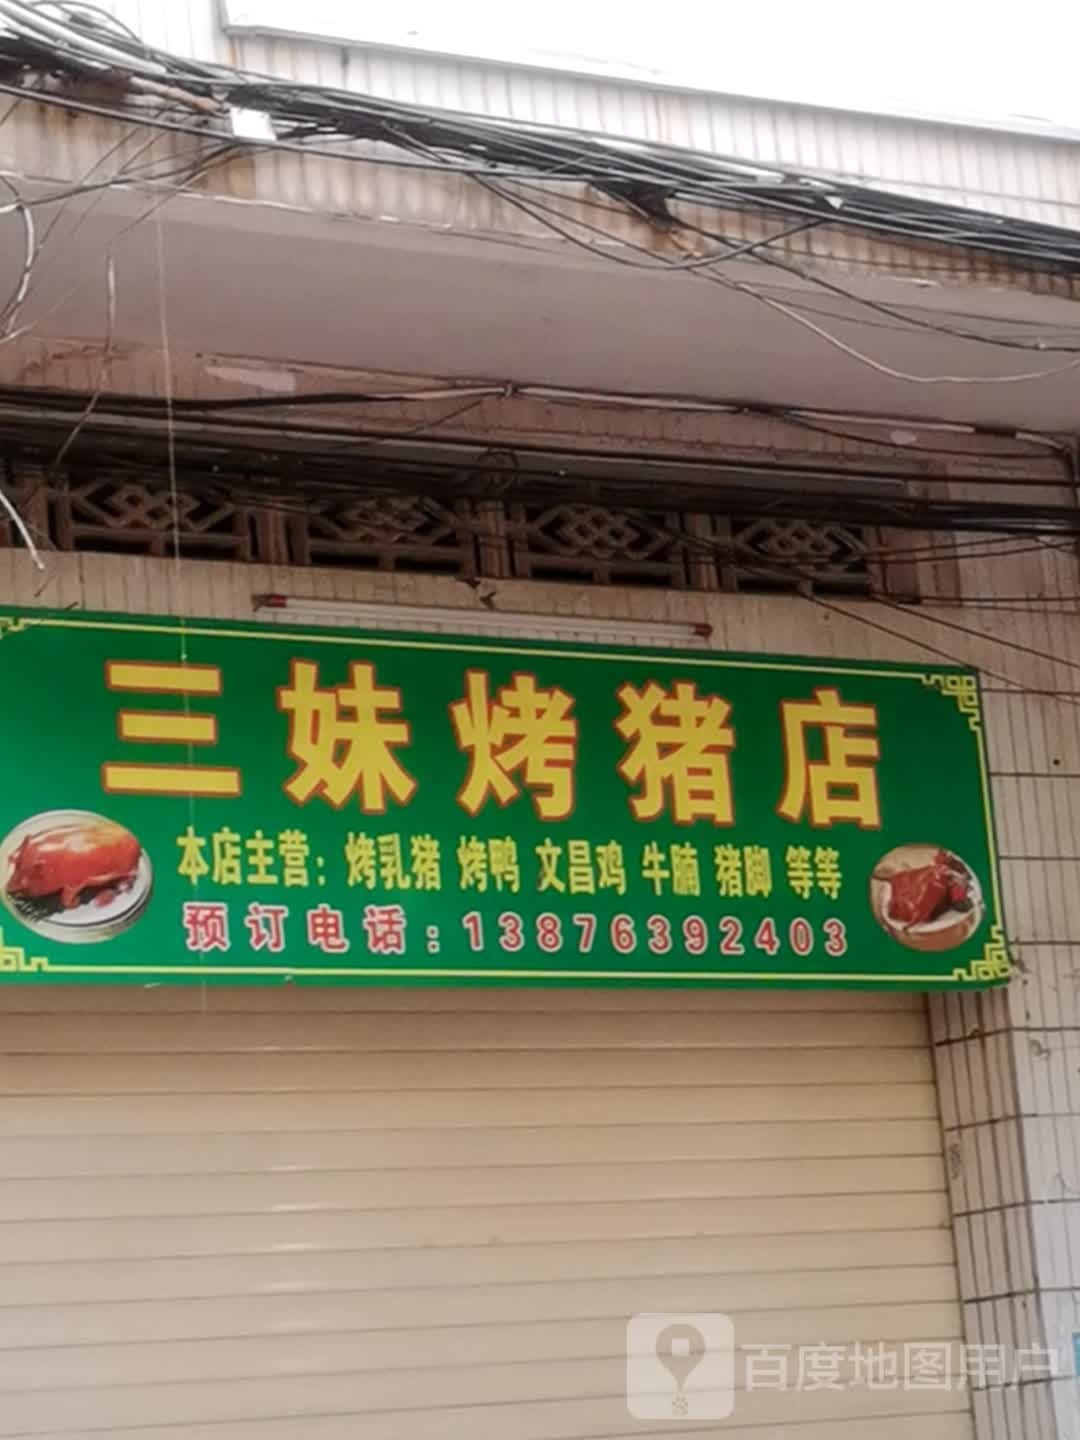 三妹烤猪店
本店主营：烤乳猪 烤鸭 文昌鸡 牛腩 猪脚 等等
预订电话：13876392403
百度地图用户